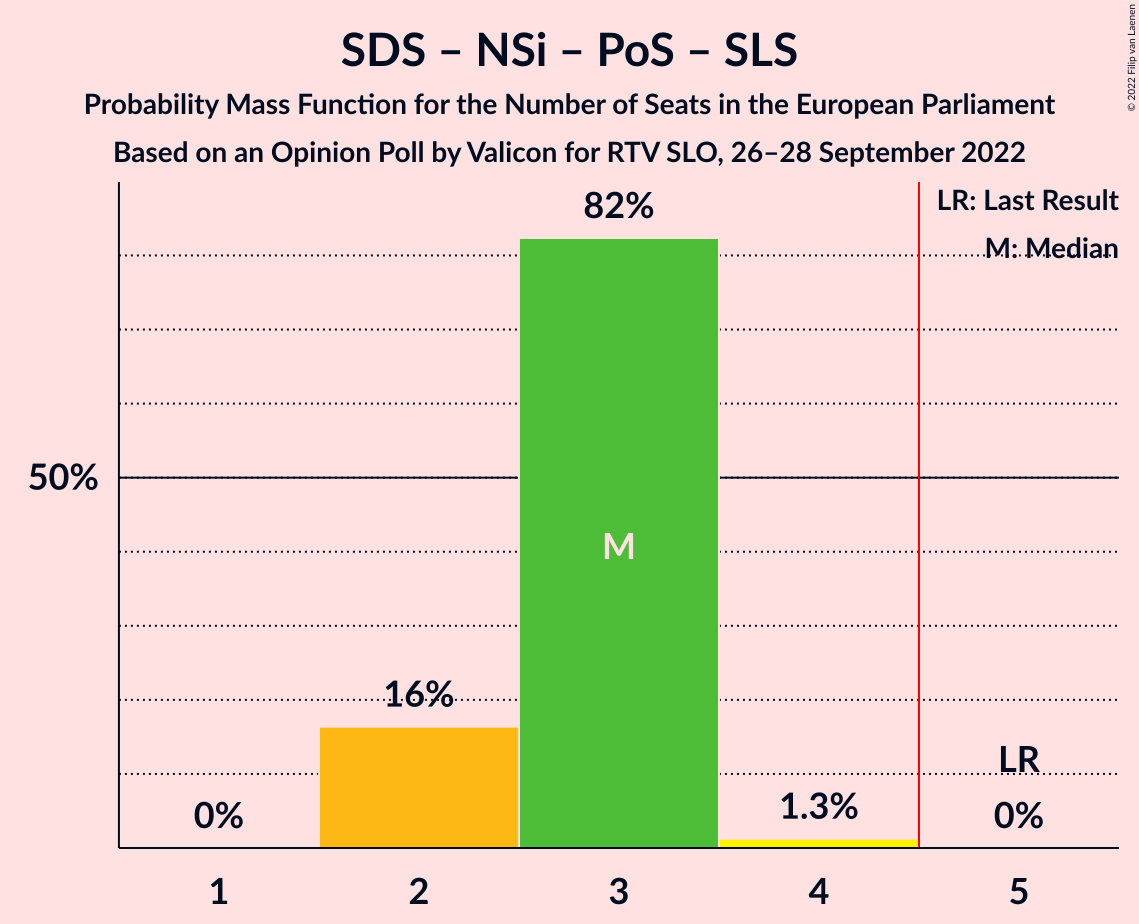 SDS – NSi – PoS – SLS
Probability Mass Function for the Number of Seats in the European Parliament
Based on an Opinion Poll by Valicon for RTV SLO, 26–28 September 2022
© 2022 Filip van Laenen
LR: Last Result
M: Median
82%
50%
M
16%
LR
0%
1.3%
0%
1
2
3
4
5